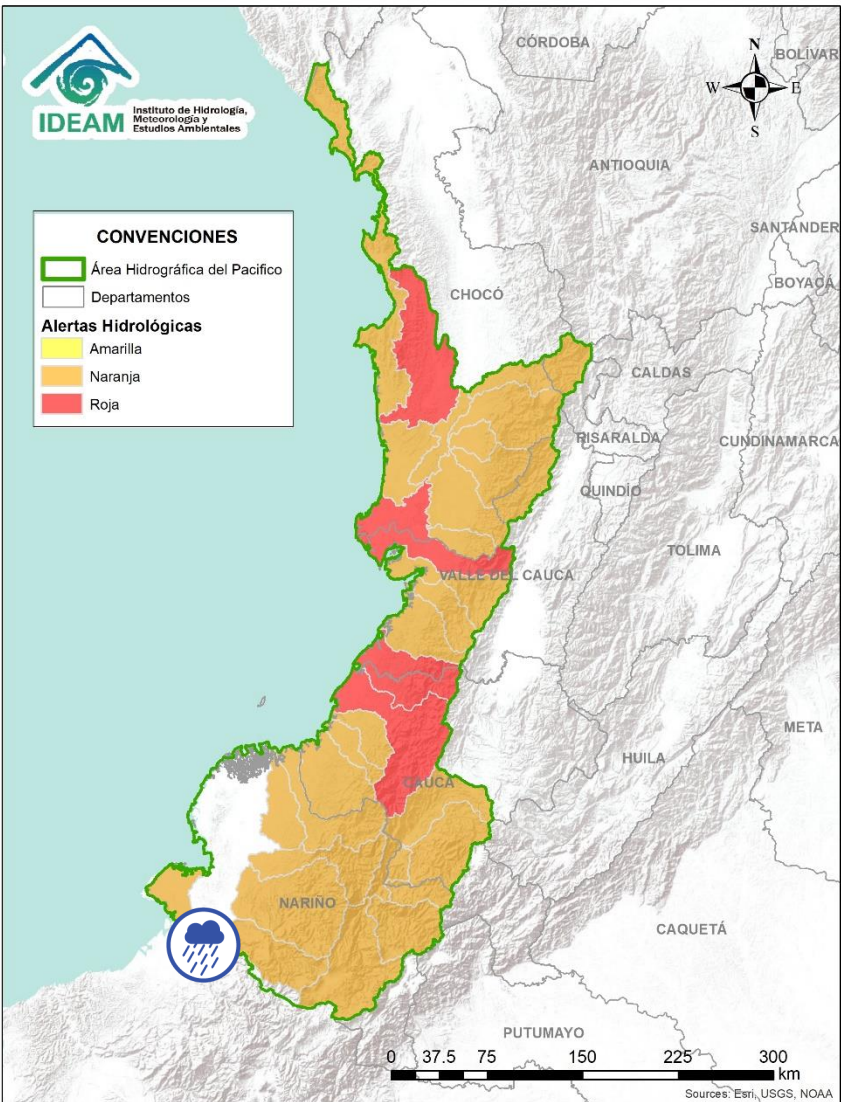 IDEAM
Instituto de Hidrología,
Meteorología y
Estudios Ambientales
CONVENCIONES
Área Hidrográfica del Pacifico
Departamentos
Alertas Hidrológicas
Amarilla
Naranja
Roja
N
W
E
S
CÓRDOBA
BOLÍVAR
ANTIOQUIA
SANTANDER
BOYACÁ
CHOCÓ
CALDAS
RISARALDA
CUNDINAMARCA
QUINDÍO
TOLIMA
VALLE DEL CAUCA
META
HUILA
CAUCA
NARIÑO
CAQUETÁ
PUTUMAYO
0 37.5 75 150 225 300
km
Sources: Esri, USGS, NOAA